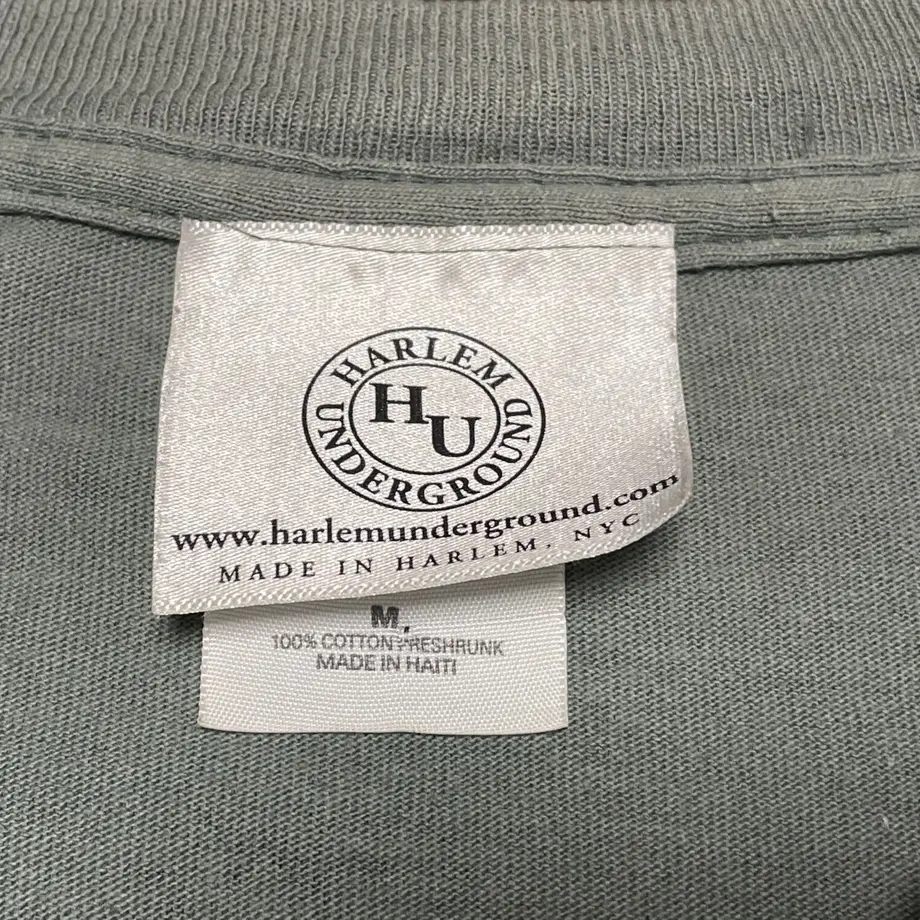 HARLEM
HU
UNDERGROUND
www.harlemunderground.com
MADE IN HARLEM, NYC
M.
100% COTTON PRESHRUNK
MADE IN HAITI